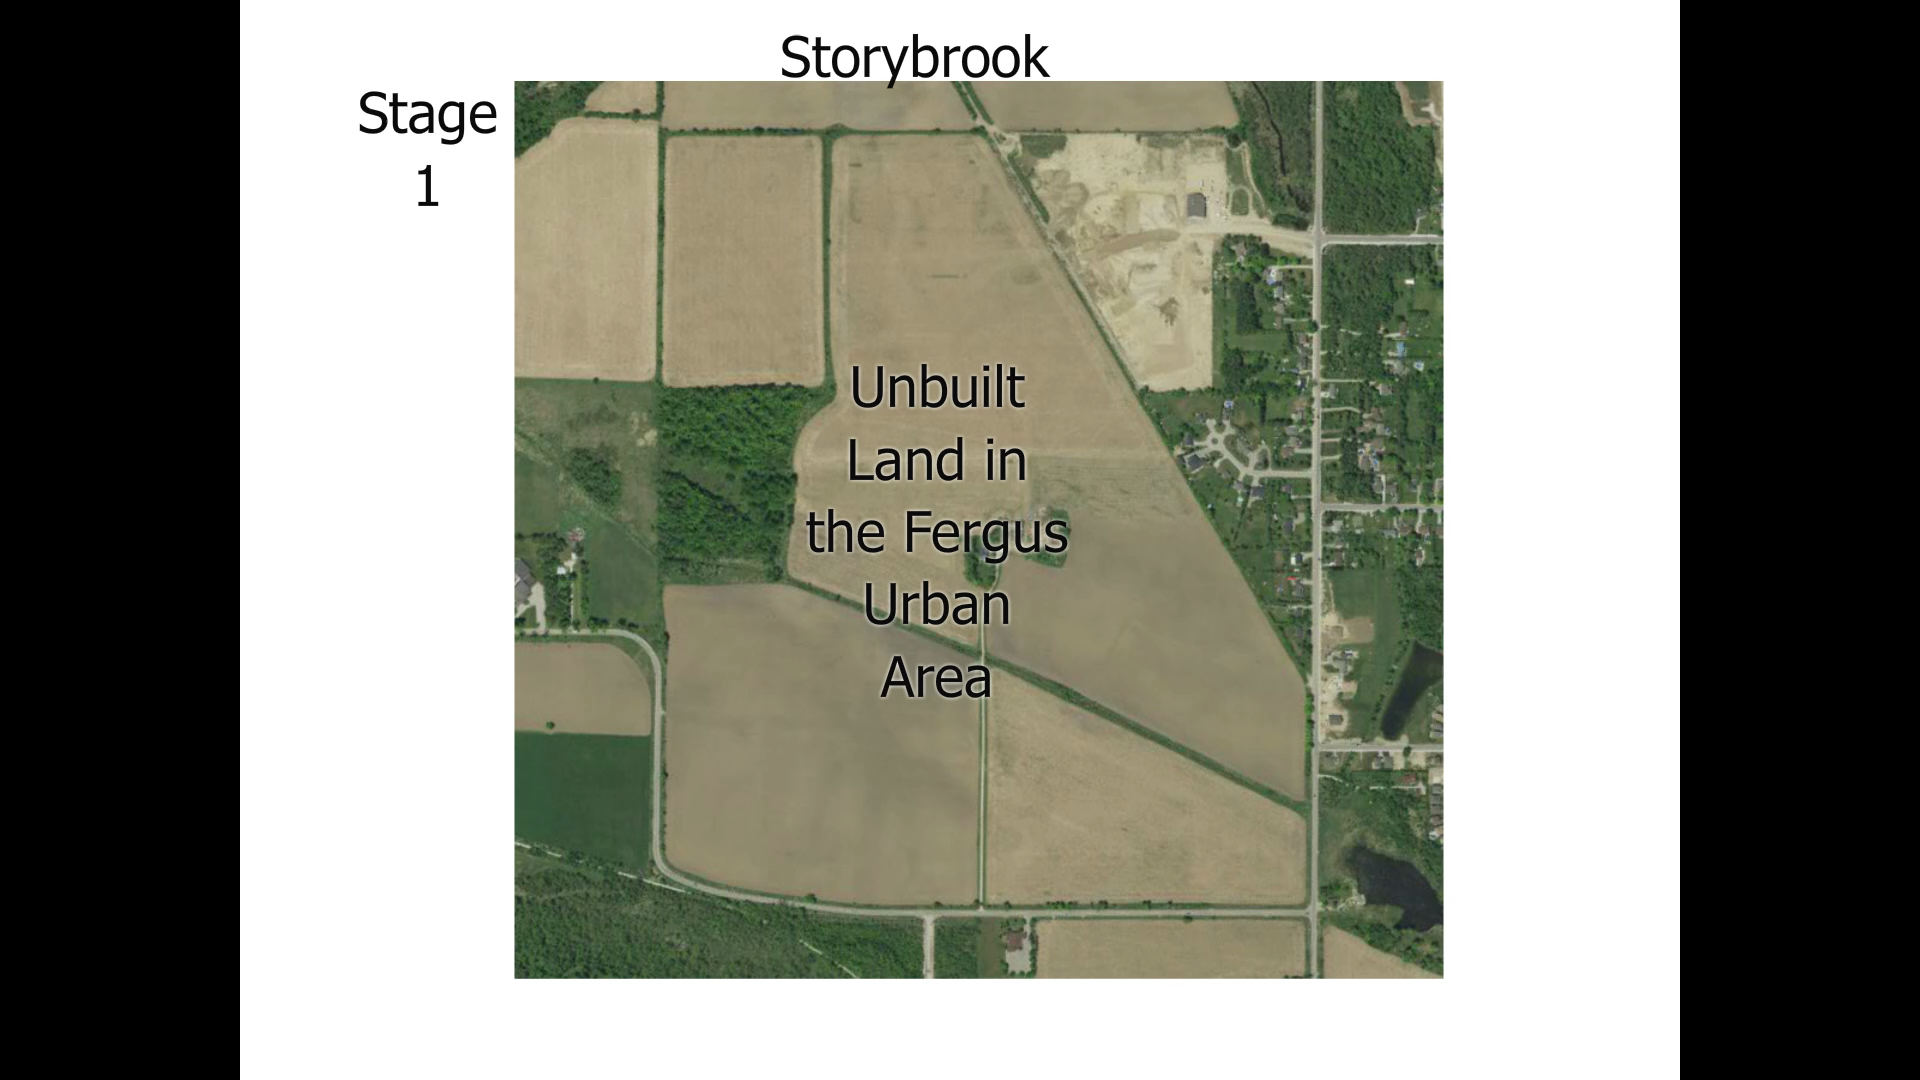 Storybrook
Stage
1
Unbuilt
Land in
the Fergus
Urban
Area